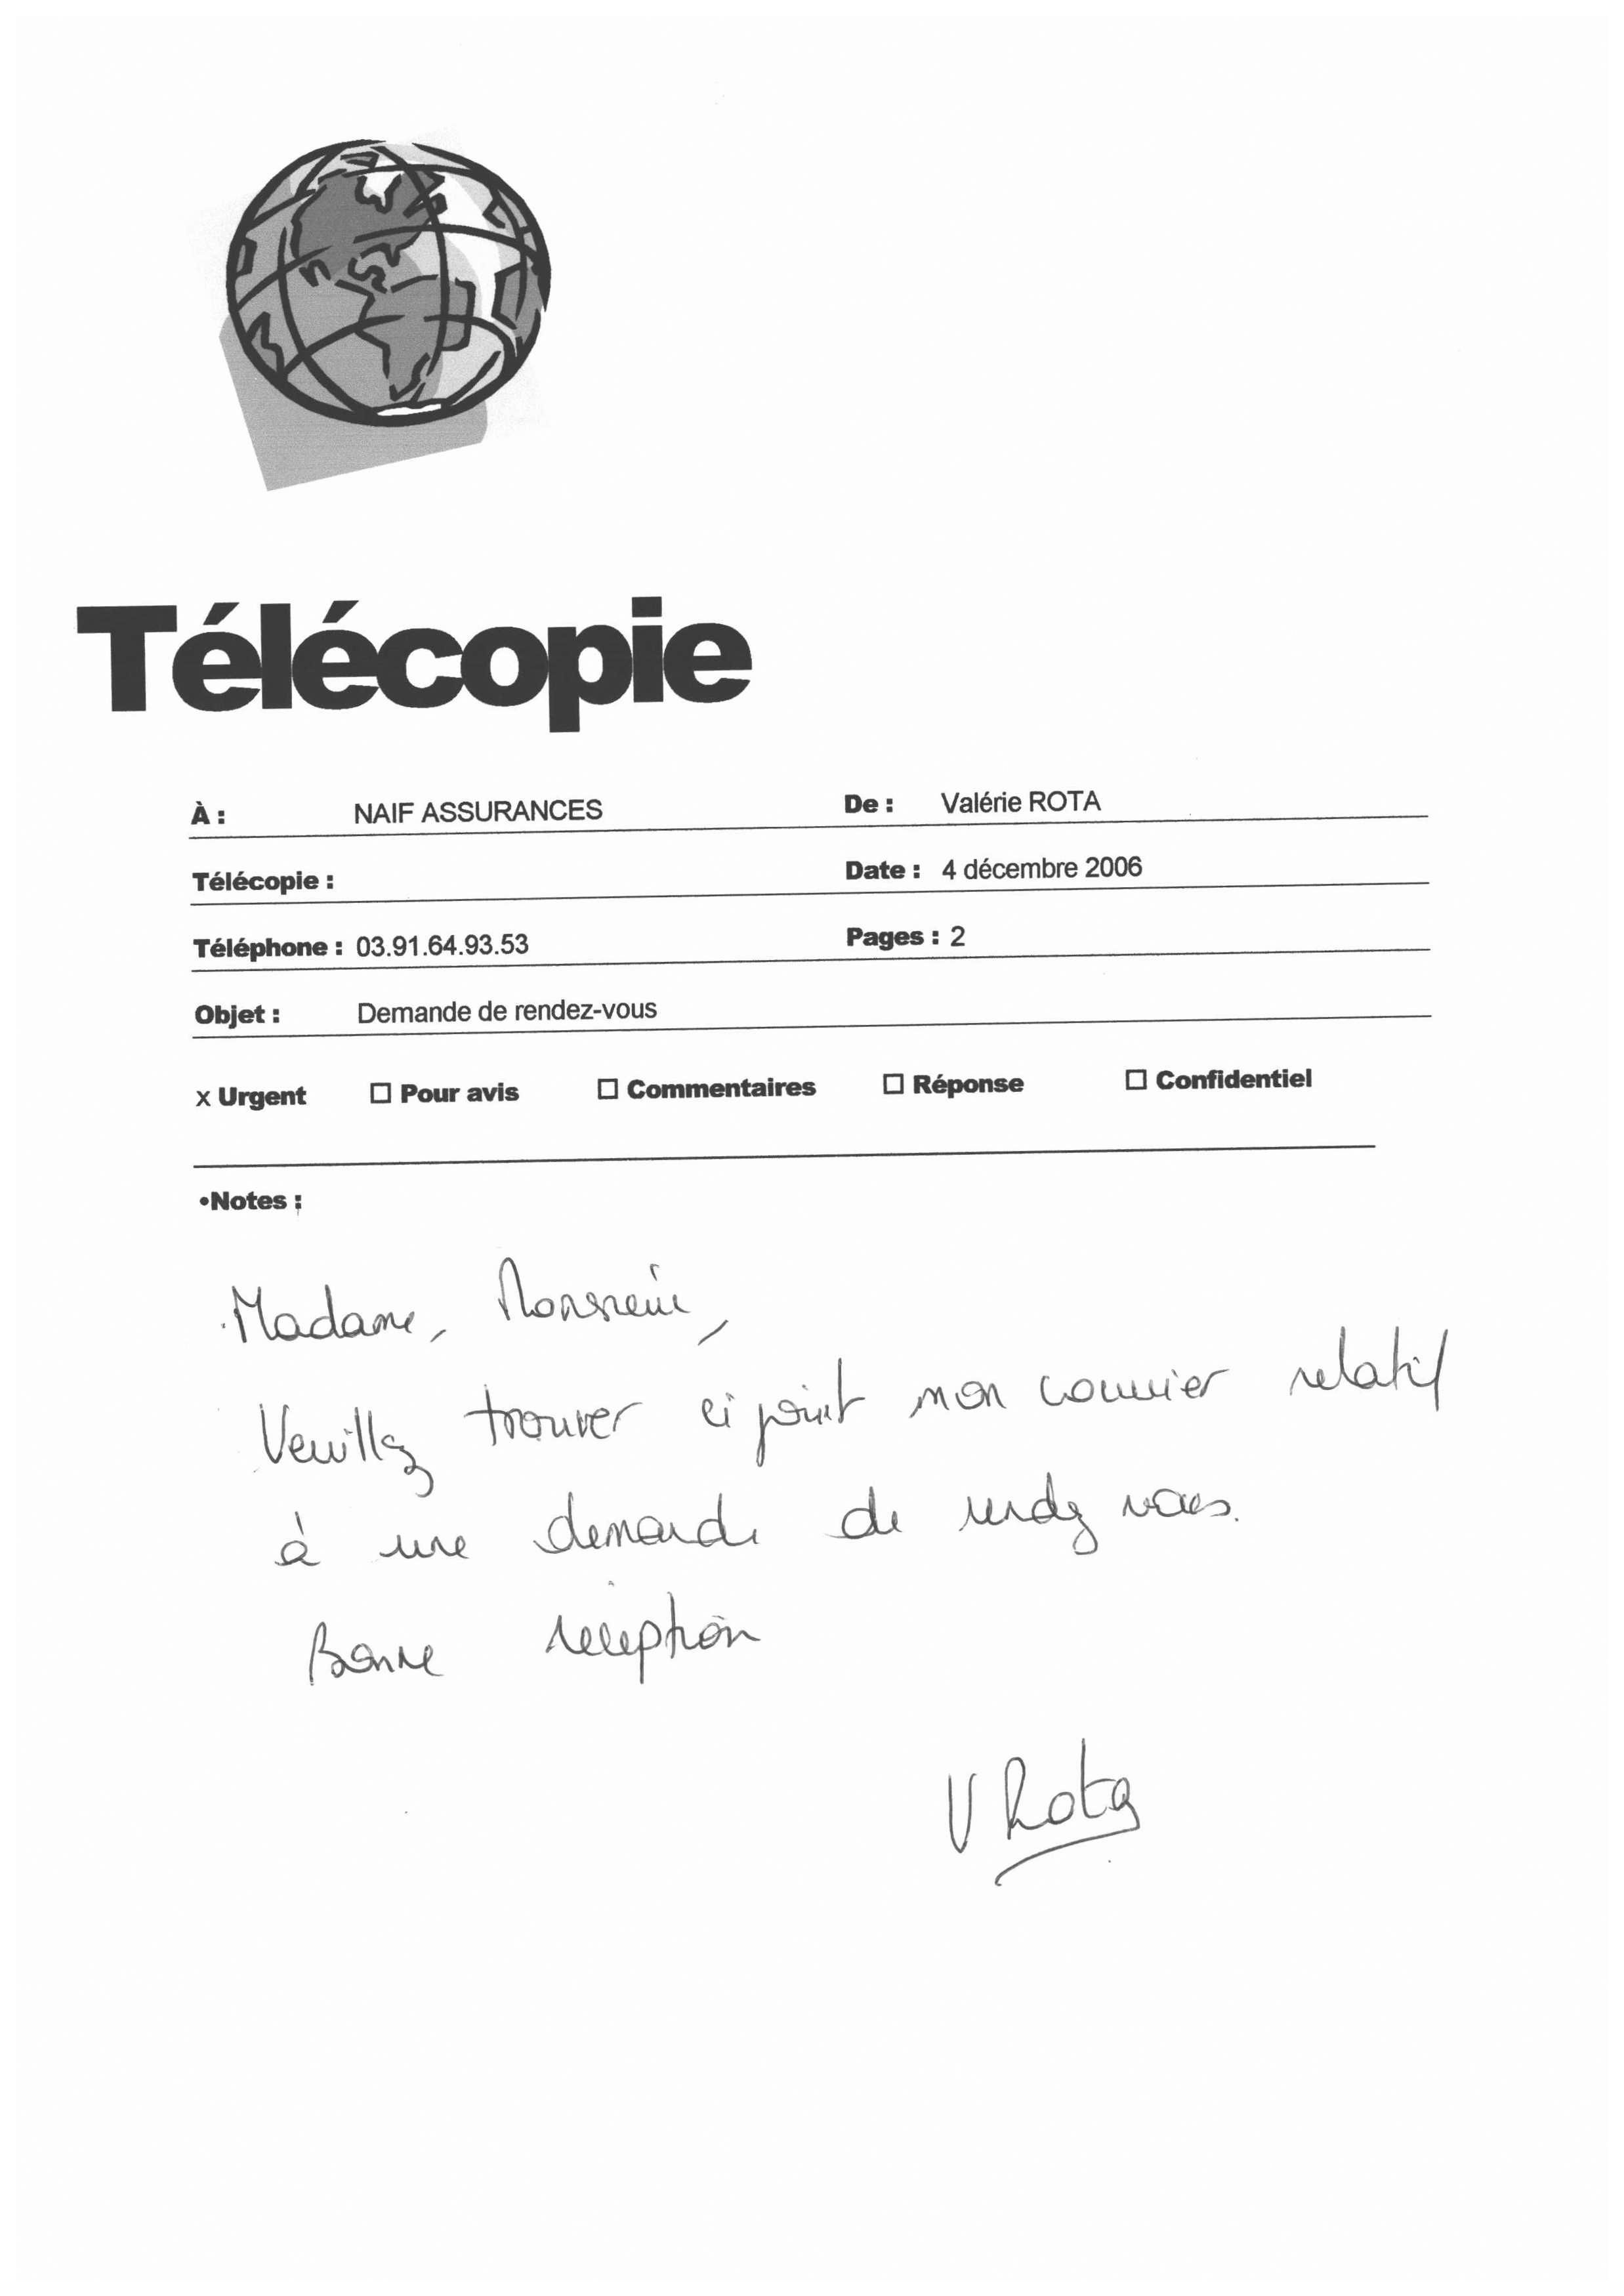 Télécopie
À : NAIF ASSURANCES De : Valérie ROTA
Télécopie : Date : 4 décembre 2006
Téléphone : 03.91.64.93.53 Pages : 2
Objet : Demande de rendez-vous
x Urgent ☐ Pour avis ☐ Commentaires ☐ Réponse ☐ Confidentiel
•Notes :
Madame, Monsieur,
Veuillez trouver ci joint mon courrier relatif
à une demande de rendez vous.
Bonne réception
V Rota